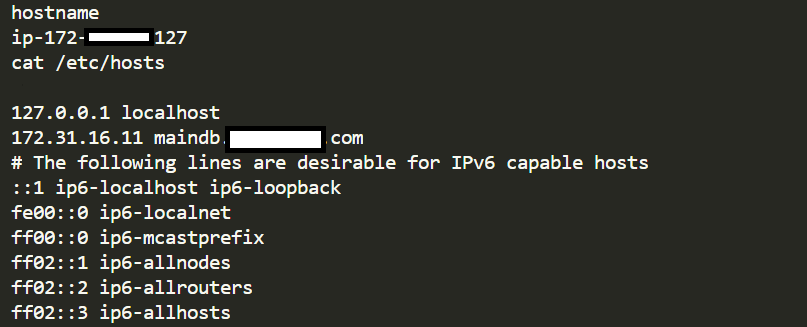 hostname
ip-172- 127
cat /etc/hosts
127.0.0.1 localhost
172.31.16.11 maindb. .com
# The following lines are desirable for IPv6 capable hosts
::1 ip6-localhost ip6-loopback
fe00::0 ip6-localnet
ff00::0 ip6-mcastprefix
ff02::1 ip6-allnodes
ff02::2 ip6-allrouters
ff02::3 ip6-allhosts